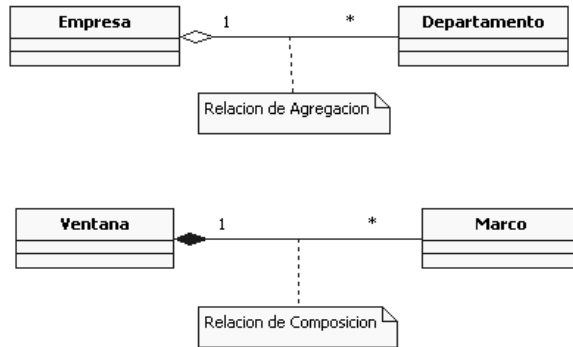 Empresa
1
*
Departamento
Relacion de Agregacion
Ventana
1
*
Marco
Relacion de Composicion